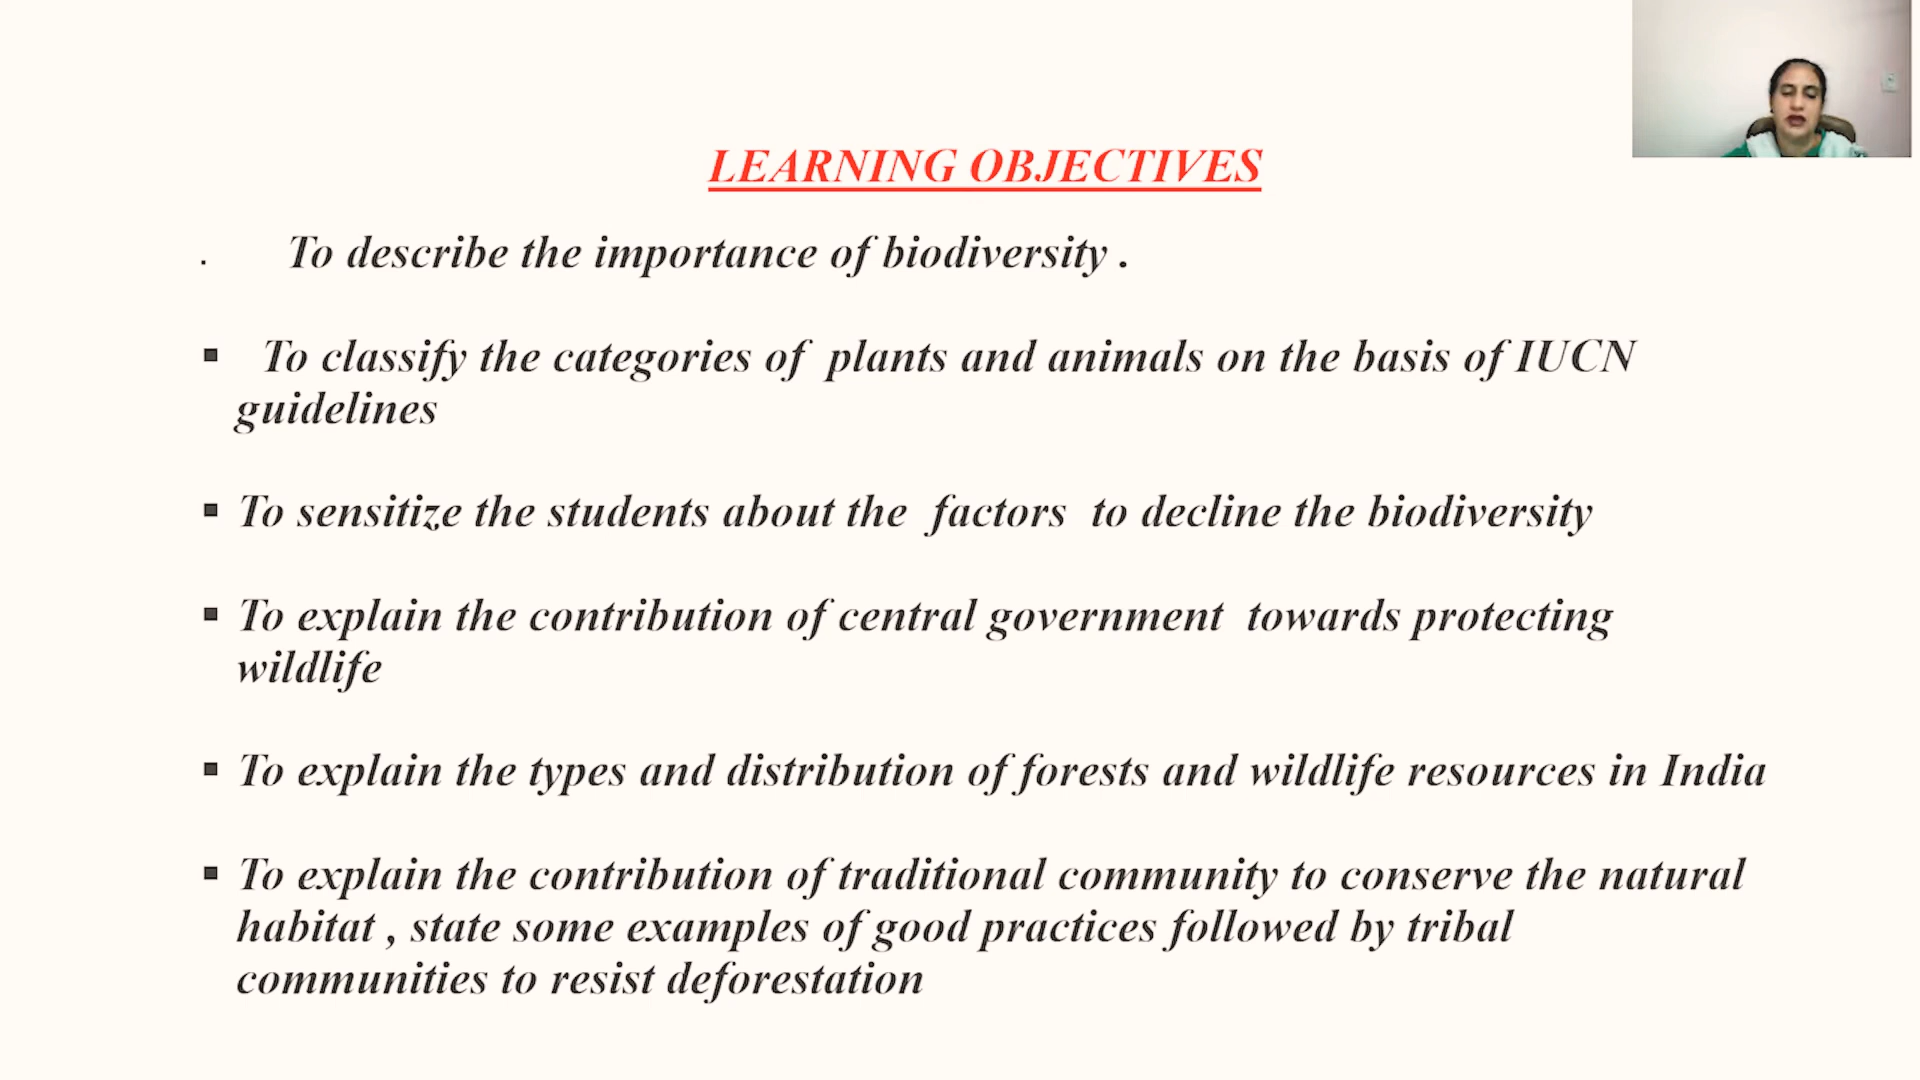 LEARNING OBJECTIVES
. To describe the importance of biodiversity .
▪ To classify the categories of plants and animals on the basis of IUCN
guidelines
▪ To sensitize the students about the factors to decline the biodiversity
▪ To explain the contribution of central government towards protecting
wildlife
▪ To explain the types and distribution of forests and wildlife resources in India
▪ To explain the contribution of traditional community to conserve the natural
habitat , state some examples of good practices followed by tribal
communities to resist deforestation